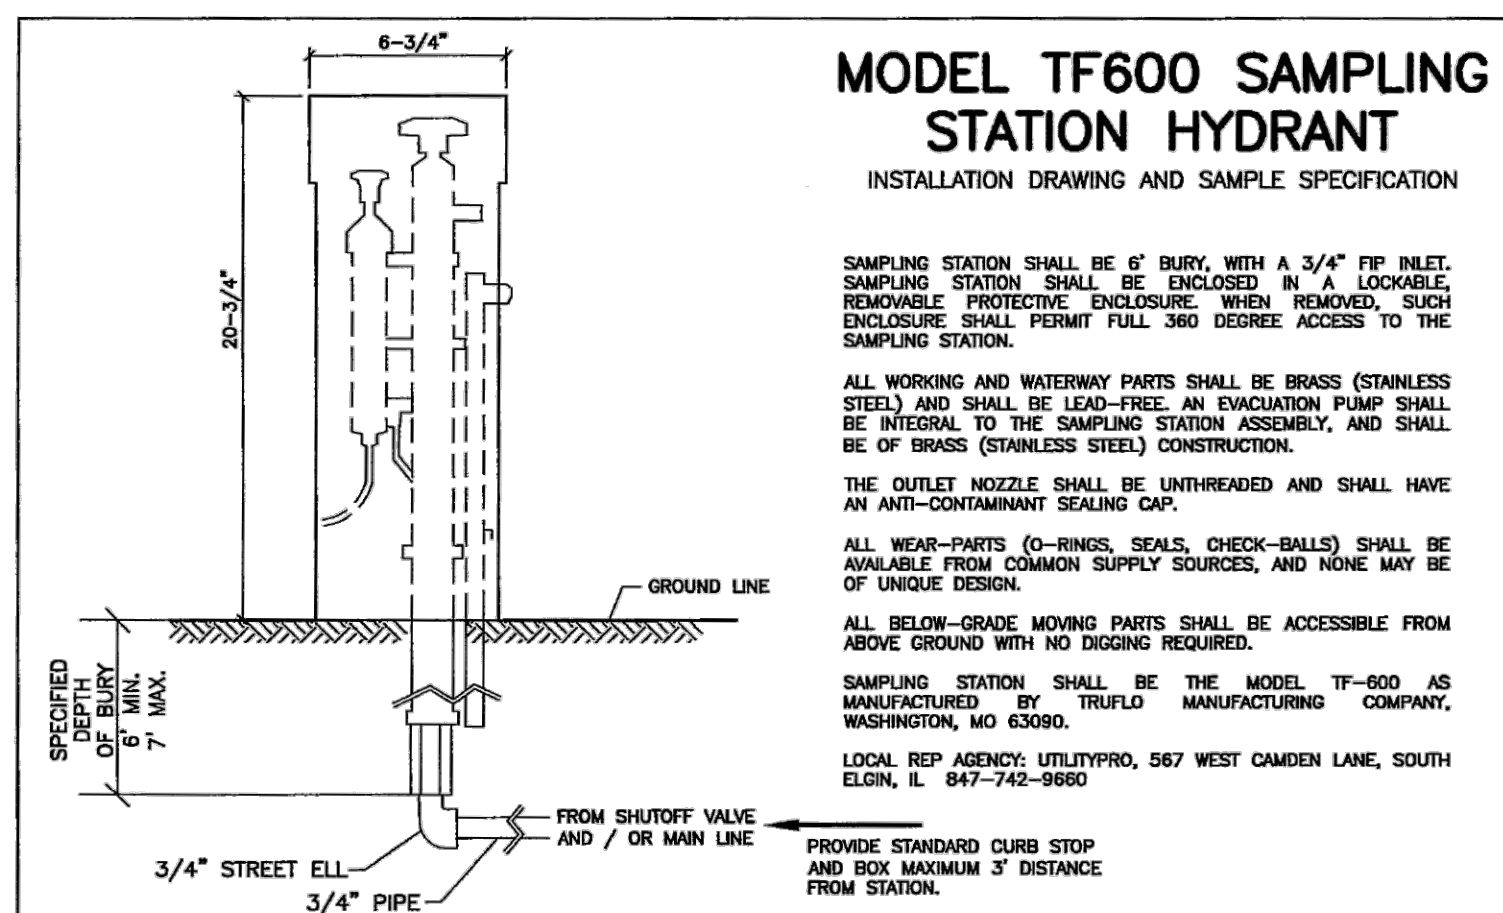 MODEL TF600 SAMPLING
STATION HYDRANT
INSTALLATION DRAWING AND SAMPLE SPECIFICATION
6-3/4"
20-3/4"
GROUND LINE
SPECIFIED
DEPTH
OF BURY
6' MIN.
7' MAX.
FROM SHUTOFF VALVE
AND / OR MAIN LINE
3/4" STREET ELL
3/4" PIPE
SAMPLING STATION SHALL BE 6' BURY, WITH A 3/4" FIP INLET.
SAMPLING STATION SHALL BE ENCLOSED IN A LOCKABLE,
REMOVABLE PROTECTIVE ENCLOSURE. WHEN REMOVED, SUCH
ENCLOSURE SHALL PERMIT FULL 360 DEGREE ACCESS TO THE
SAMPLING STATION.
ALL WORKING AND WATERWAY PARTS SHALL BE BRASS (STAINLESS
STEEL) AND SHALL BE LEAD-FREE. AN EVACUATION PUMP SHALL
BE INTEGRAL TO THE SAMPLING STATION ASSEMBLY, AND SHALL
BE OF BRASS (STAINLESS STEEL) CONSTRUCTION.
THE OUTLET NOZZLE SHALL BE UNTHREADED AND SHALL HAVE
AN ANTI-CONTAMINANT SEALING CAP.
ALL WEAR-PARTS (O-RINGS, SEALS, CHECK-BALLS) SHALL BE
AVAILABLE FROM COMMON SUPPLY SOURCES, AND NONE MAY BE
OF UNIQUE DESIGN.
ALL BELOW-GRADE MOVING PARTS SHALL BE ACCESSIBLE FROM
ABOVE GROUND WITH NO DIGGING REQUIRED.
SAMPLING STATION SHALL BE THE MODEL TF-600 AS
MANUFACTURED BY TRUFLO MANUFACTURING COMPANY,
WASHINGTON, MO 63090.
LOCAL REP AGENCY: UTILITYPRO, 567 WEST CAMDEN LANE, SOUTH
ELGIN, IL 847-742-9660
PROVIDE STANDARD CURB STOP
AND BOX MAXIMUM 3' DISTANCE
FROM STATION.